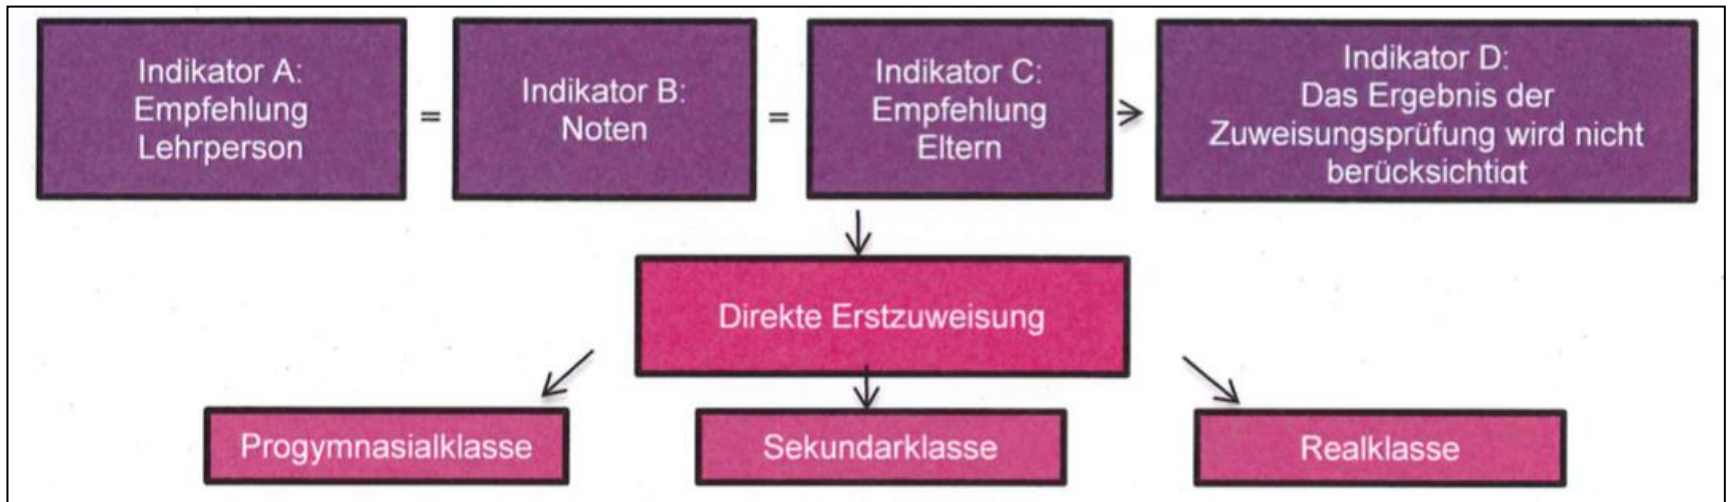 Indikator A:
Empfehlung
Lehrperson
=
Indikator B:
Noten
=
Indikator C:
Empfehlung
Eltern
Indikator D:
Das Ergebnis der
Zuweisungsprüfung wird nicht
berücksichtigt
Direkte Erstzuweisung
Progymnasialklasse
Sekundarklasse
Realklasse